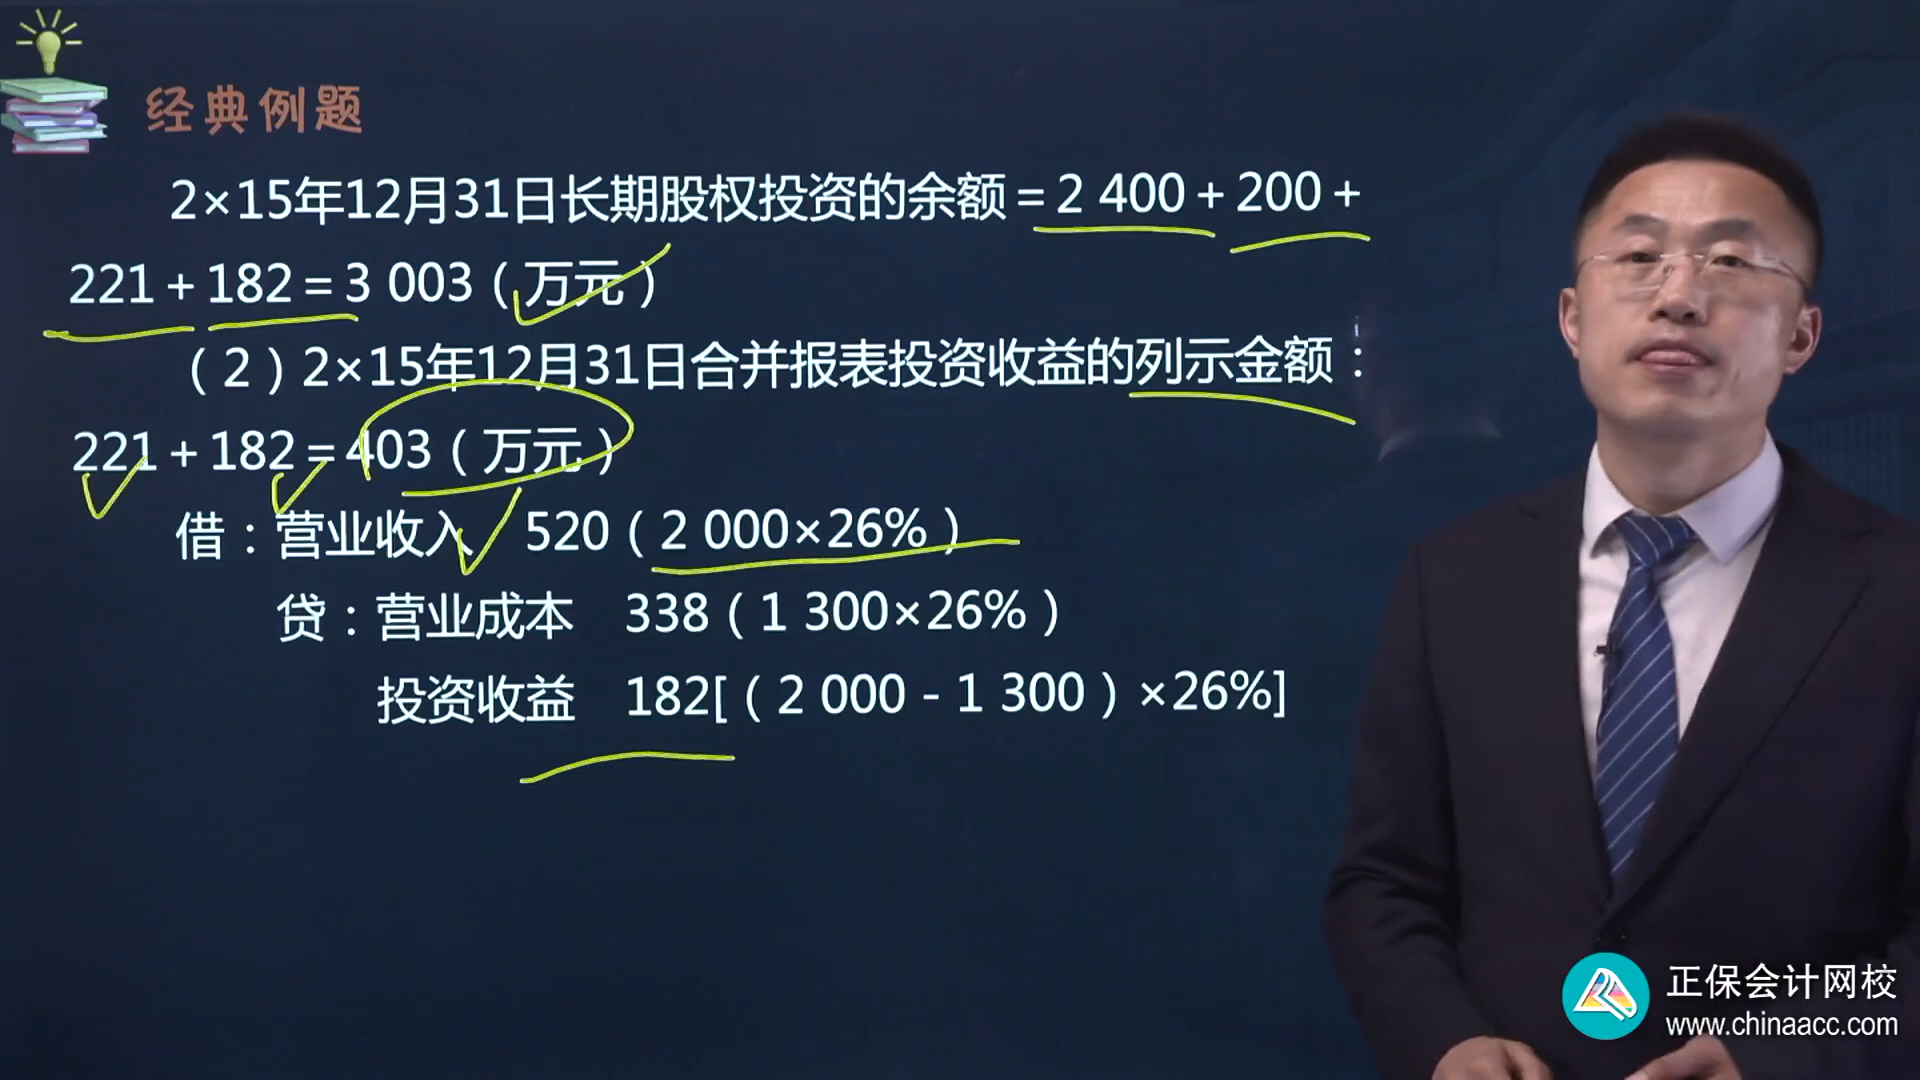 经典例题
2×15年12月31日长期股权投资的余额=2 400+200+
221+182=3 003（万元）
（2）2×15年12月31日合并报表投资收益的列示金额：
221+182=403（万元）
借：营业收入 520（2 000×26%）
贷：营业成本 338（1 300×26%）
投资收益 182[（2 000-1 300）×26%]
正保会计网校
www.chinaacc.com